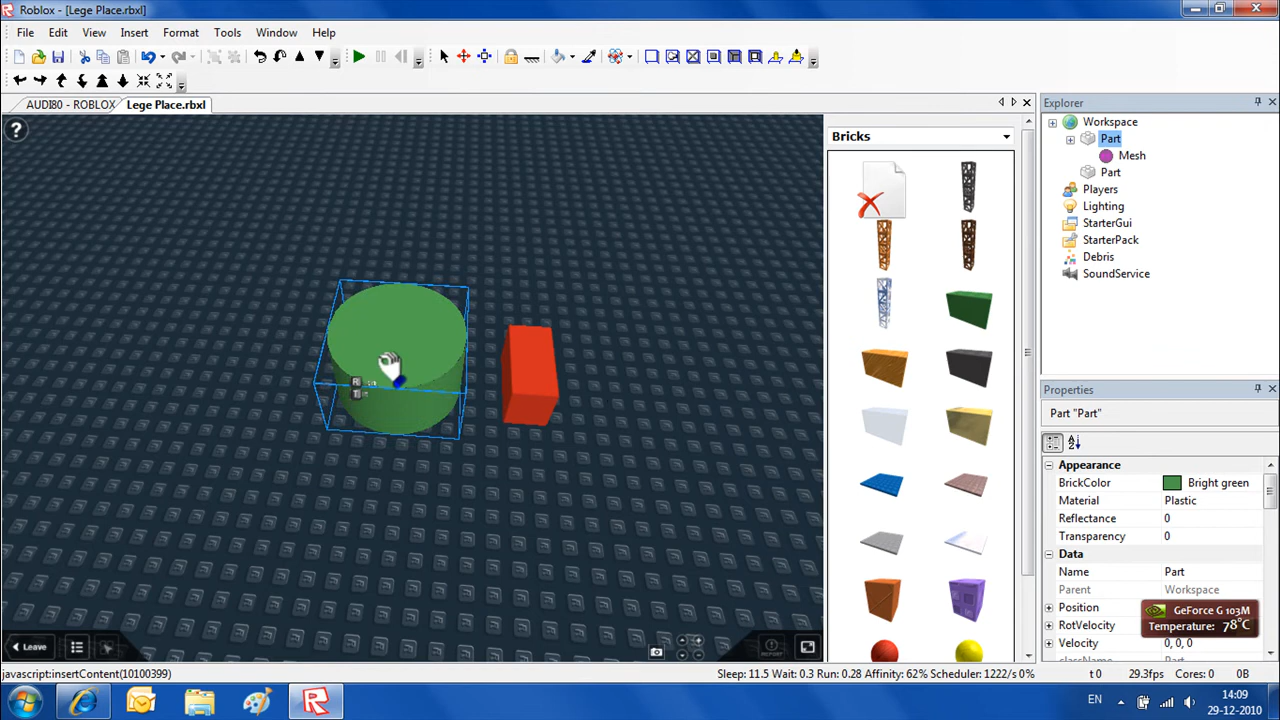 Roblox - [Lege Place.rbxl]
File Edit View Insert Format Tools Window Help
AUDI80 - ROBLOX Lege Place.rbxl
?
Bricks
Explorer
Workspace
Part
Mesh
Part
Players
Lighting
StarterGui
StarterPack
Debris
SoundService
Properties
Part "Part"
Appearance
BrickColor Bright green
Material Plastic
Reflectance 0
Transparency 0
Data
Name Part
Parent Workspace
Position
RotVelocity
Velocity 0, 0, 0
GeForce G 103M
Temperature: 78°C
R
T
Leave
javascript:insertContent(10100399)
Sleep: 11.5 Wait: 0.3 Run: 0.28 Affinity: 62% Scheduler: 1222/s 0%
t 0 29.3fps Cores: 0 0B
EN
14:09
29-12-2010